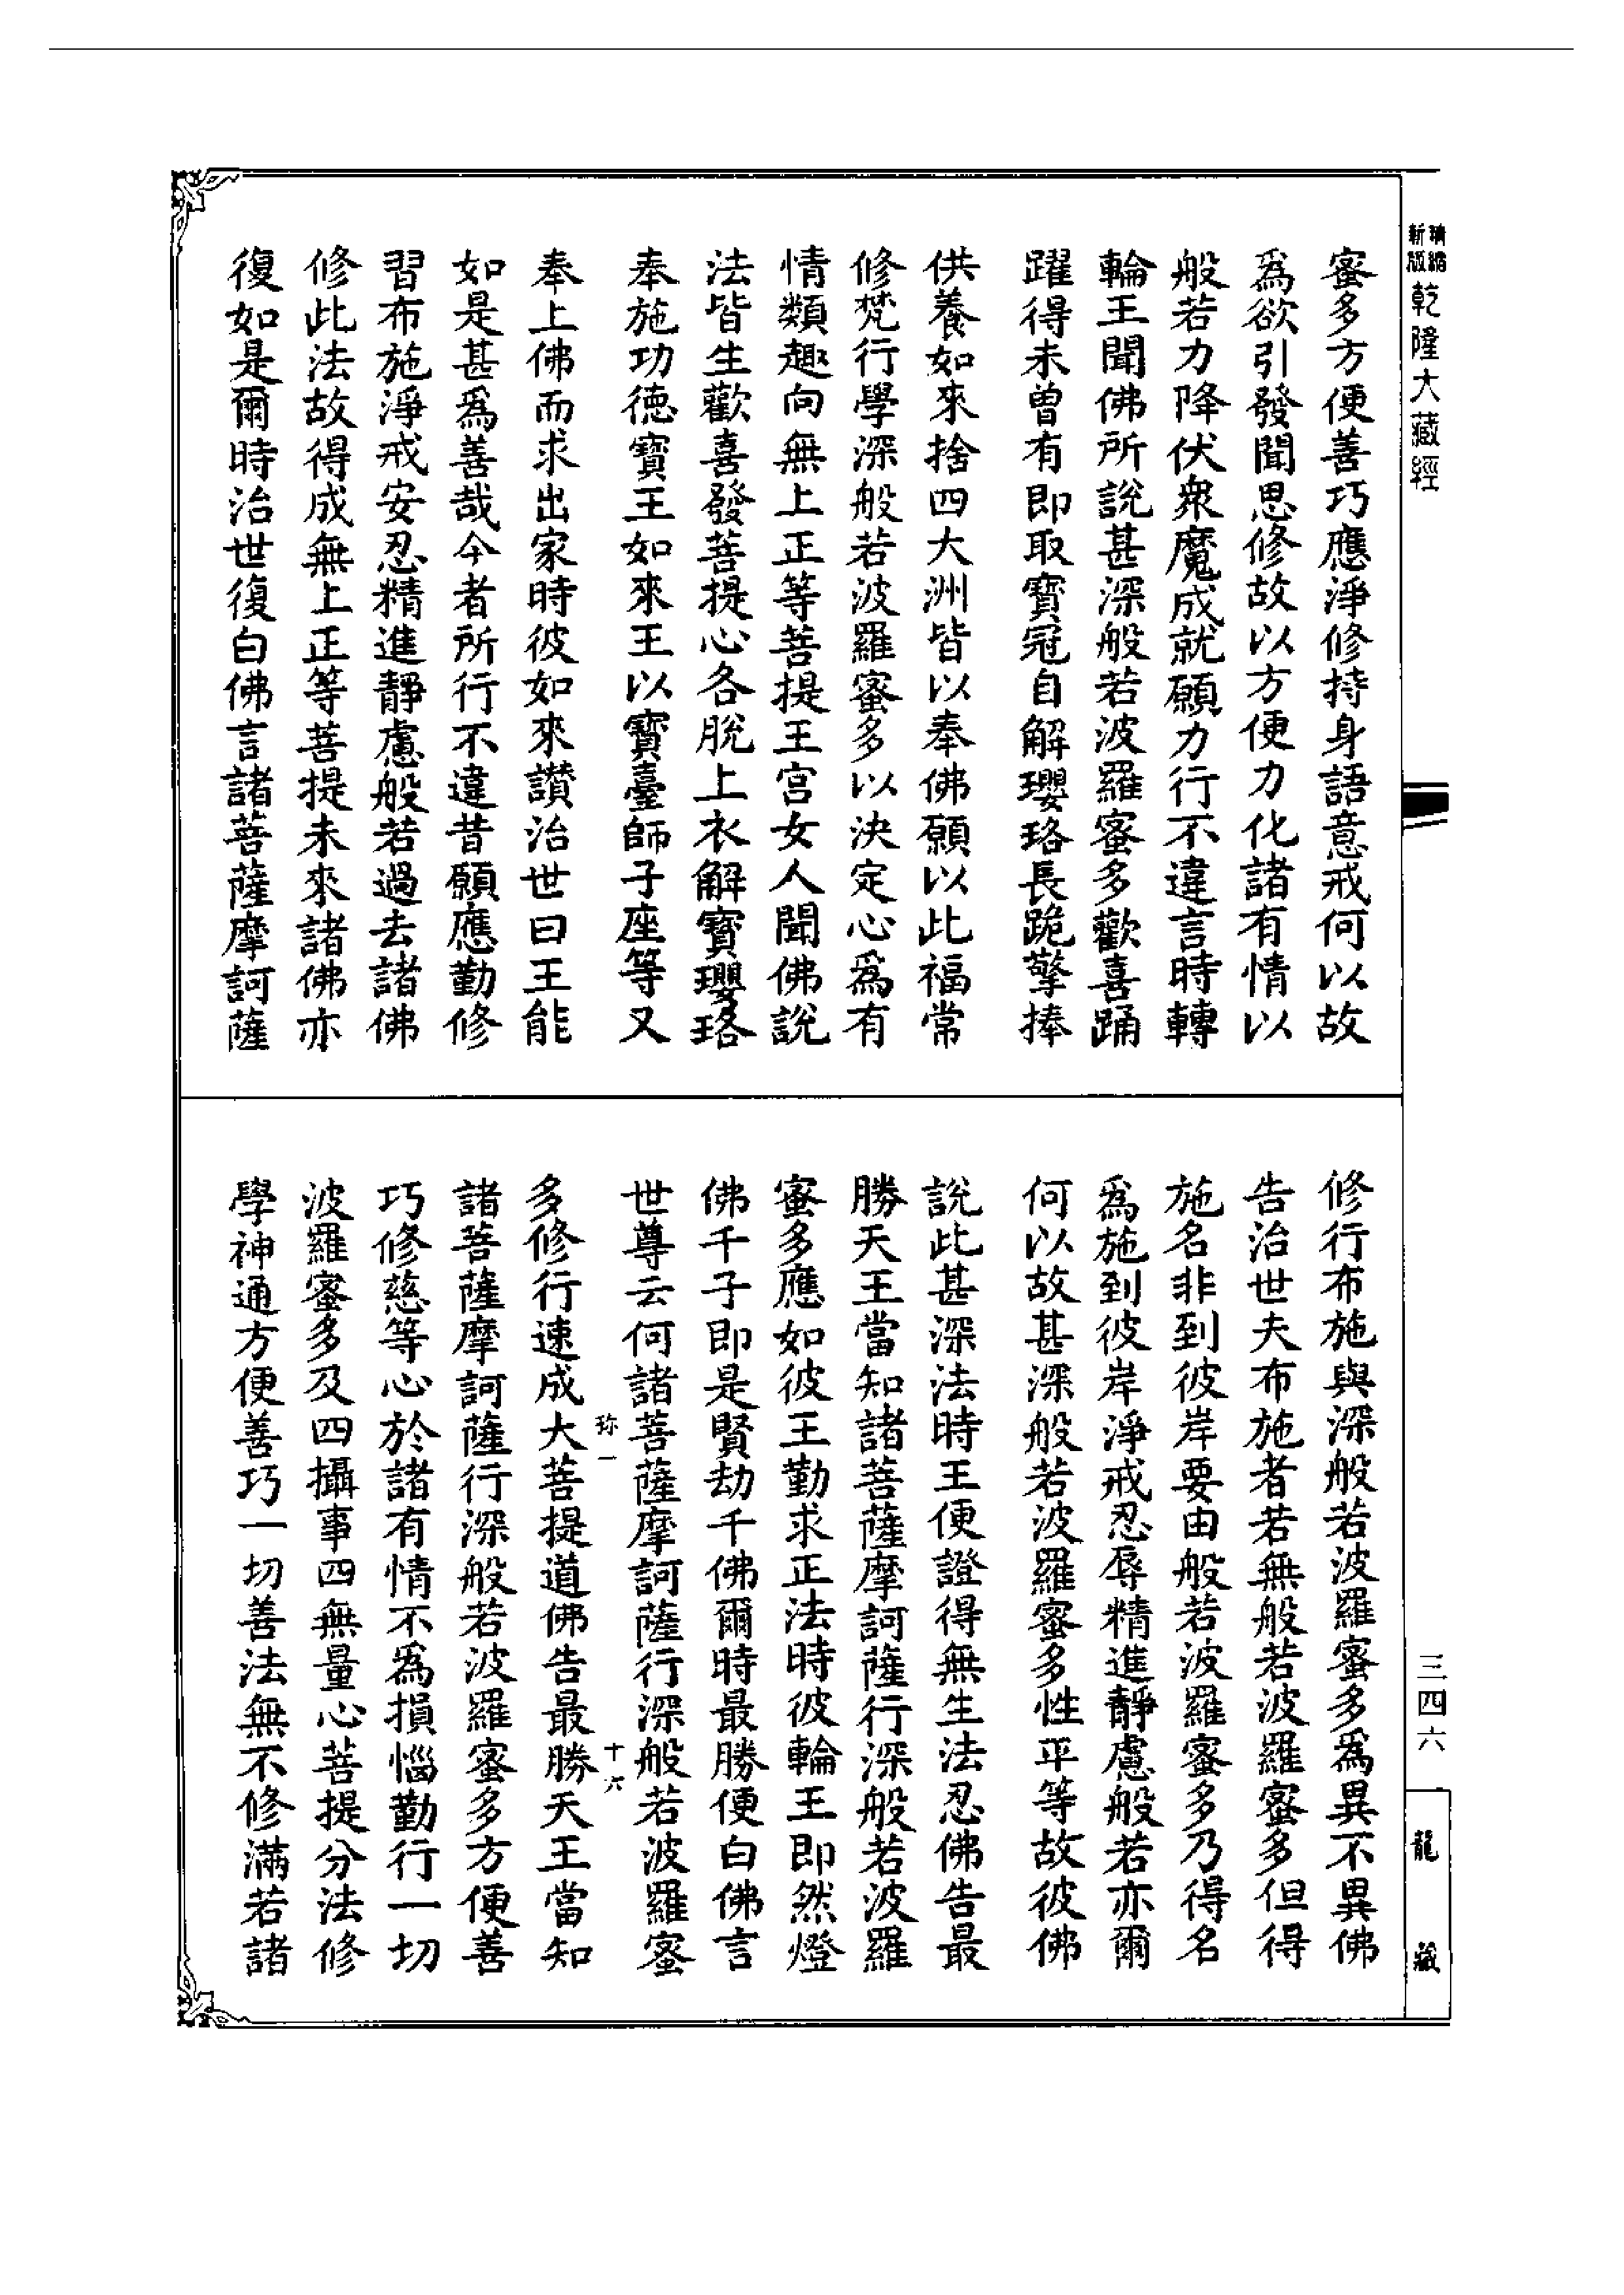 新編
新版
乾隆大藏經
蜜多方便善巧應淨修持身語意戒何以故
爲欲引發聞思修故以方便力化諸有情以
般若力降伏衆魔成就願力行不違言時轉
輪王聞佛所說甚深般若波羅蜜多歡喜踊
躍得未曾有即取寶冠自解瓔珞長跪擎捧
供養如來捨四大洲皆以奉佛願以此福常
修梵行學深般若波羅蜜多以決定心爲有
情類趣向無上正等菩提王宮女人聞佛說
法皆生歡喜發菩提心各脫上衣解寶瓔珞
奉施功德寶王如來王以寶臺師子座等又
奉上佛而求出家時彼如來讚治世曰王能
如是甚爲善哉今者所行不違昔願應勤修
習布施淨戒安忍精進靜慮般若過去諸佛
修此法故得成無上正等菩提未來諸佛亦
復如是爾時治世復白佛言諸菩薩摩訶薩
修行布施與深般若波羅蜜多爲異不異佛
告治世夫布施者若無般若波羅蜜多但得
施名非到彼岸要由般若波羅蜜多乃得名
爲施到彼岸淨戒忍辱精進靜慮般若亦爾
何以故甚深般若波羅蜜多性平等故彼佛
說此甚深法時王便證得無生法忍佛告最
勝天王當知諸菩薩摩訶薩行深般若波羅
蜜多應如彼王勤求正法時彼輪王即然燈
佛千子即是賢劫千佛爾時最勝便白佛言
世尊云何諸菩薩摩訶薩行深般若波羅蜜
珎一 十六
多修行速成大菩提道佛告最勝天王當知
諸菩薩摩訶薩行深般若波羅蜜多方便善
巧修慈等心於諸有情不爲損惱勤行一切
波羅蜜多及四攝事四無量心菩提分法修
學神通方便善巧一切善法無不修滿若諸
三四六
龍藏